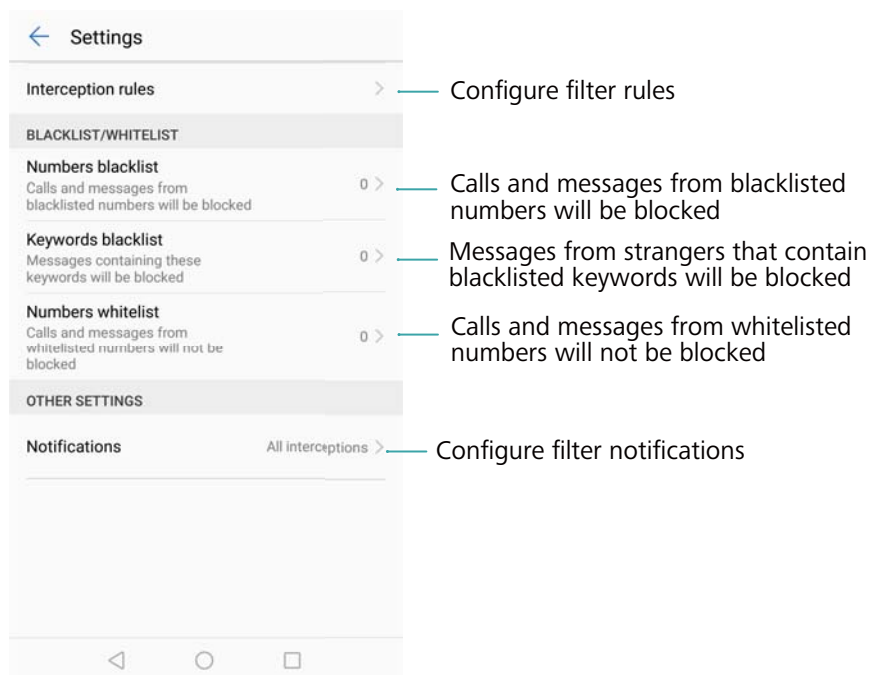 Settings
Interception rules
Configure filter rules
BLACKLIST/WHITELIST
Numbers blacklist
Calls and messages from
blacklisted numbers will be blocked
0
Calls and messages from blacklisted
numbers will be blocked
Keywords blacklist
Messages containing these
keywords will be blocked
0
Messages from strangers that contain
blacklisted keywords will be blocked
Numbers whitelist
Calls and messages from
whitelisted numbers will not be
blocked
0
Calls and messages from whitelisted
numbers will not be blocked
OTHER SETTINGS
Notifications
All interceptions
Configure filter notifications